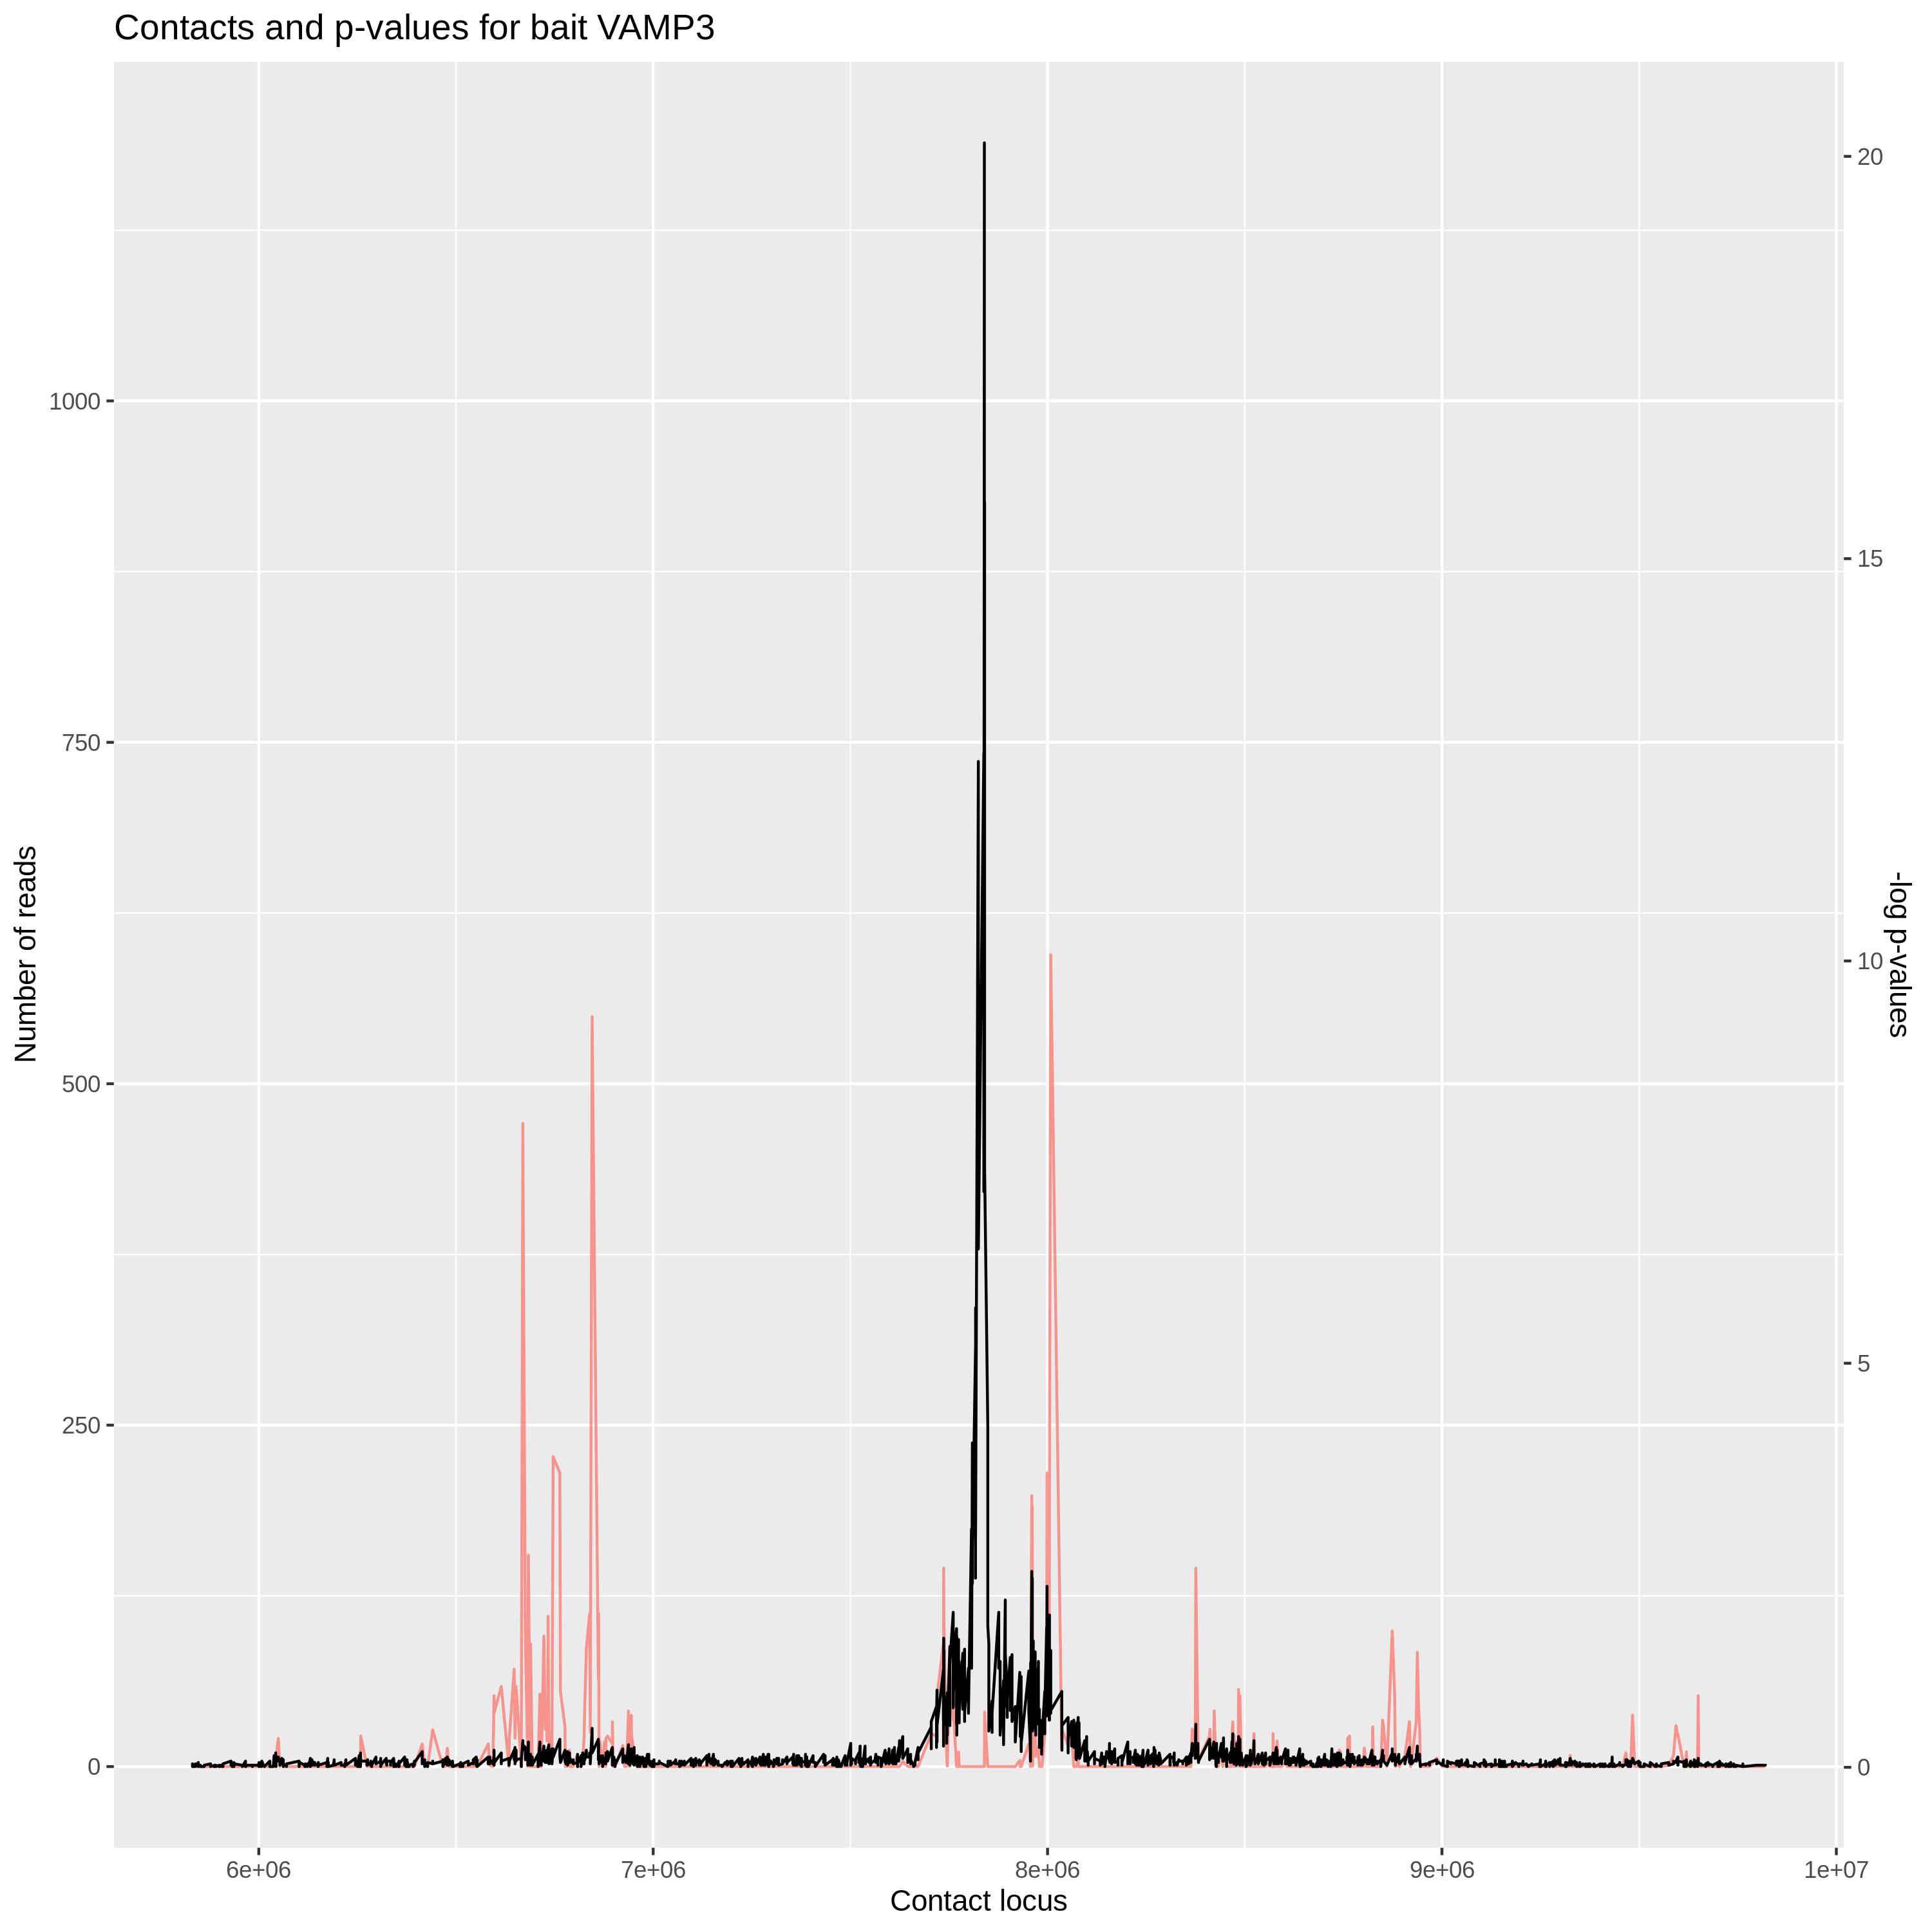 Contacts and p-values for bait VAMP3
1000
750
500
250
0
Number of reads
20
15
10
5
0
-log p-values
6e+06
7e+06
8e+06
9e+06
1e+07
Contact locus